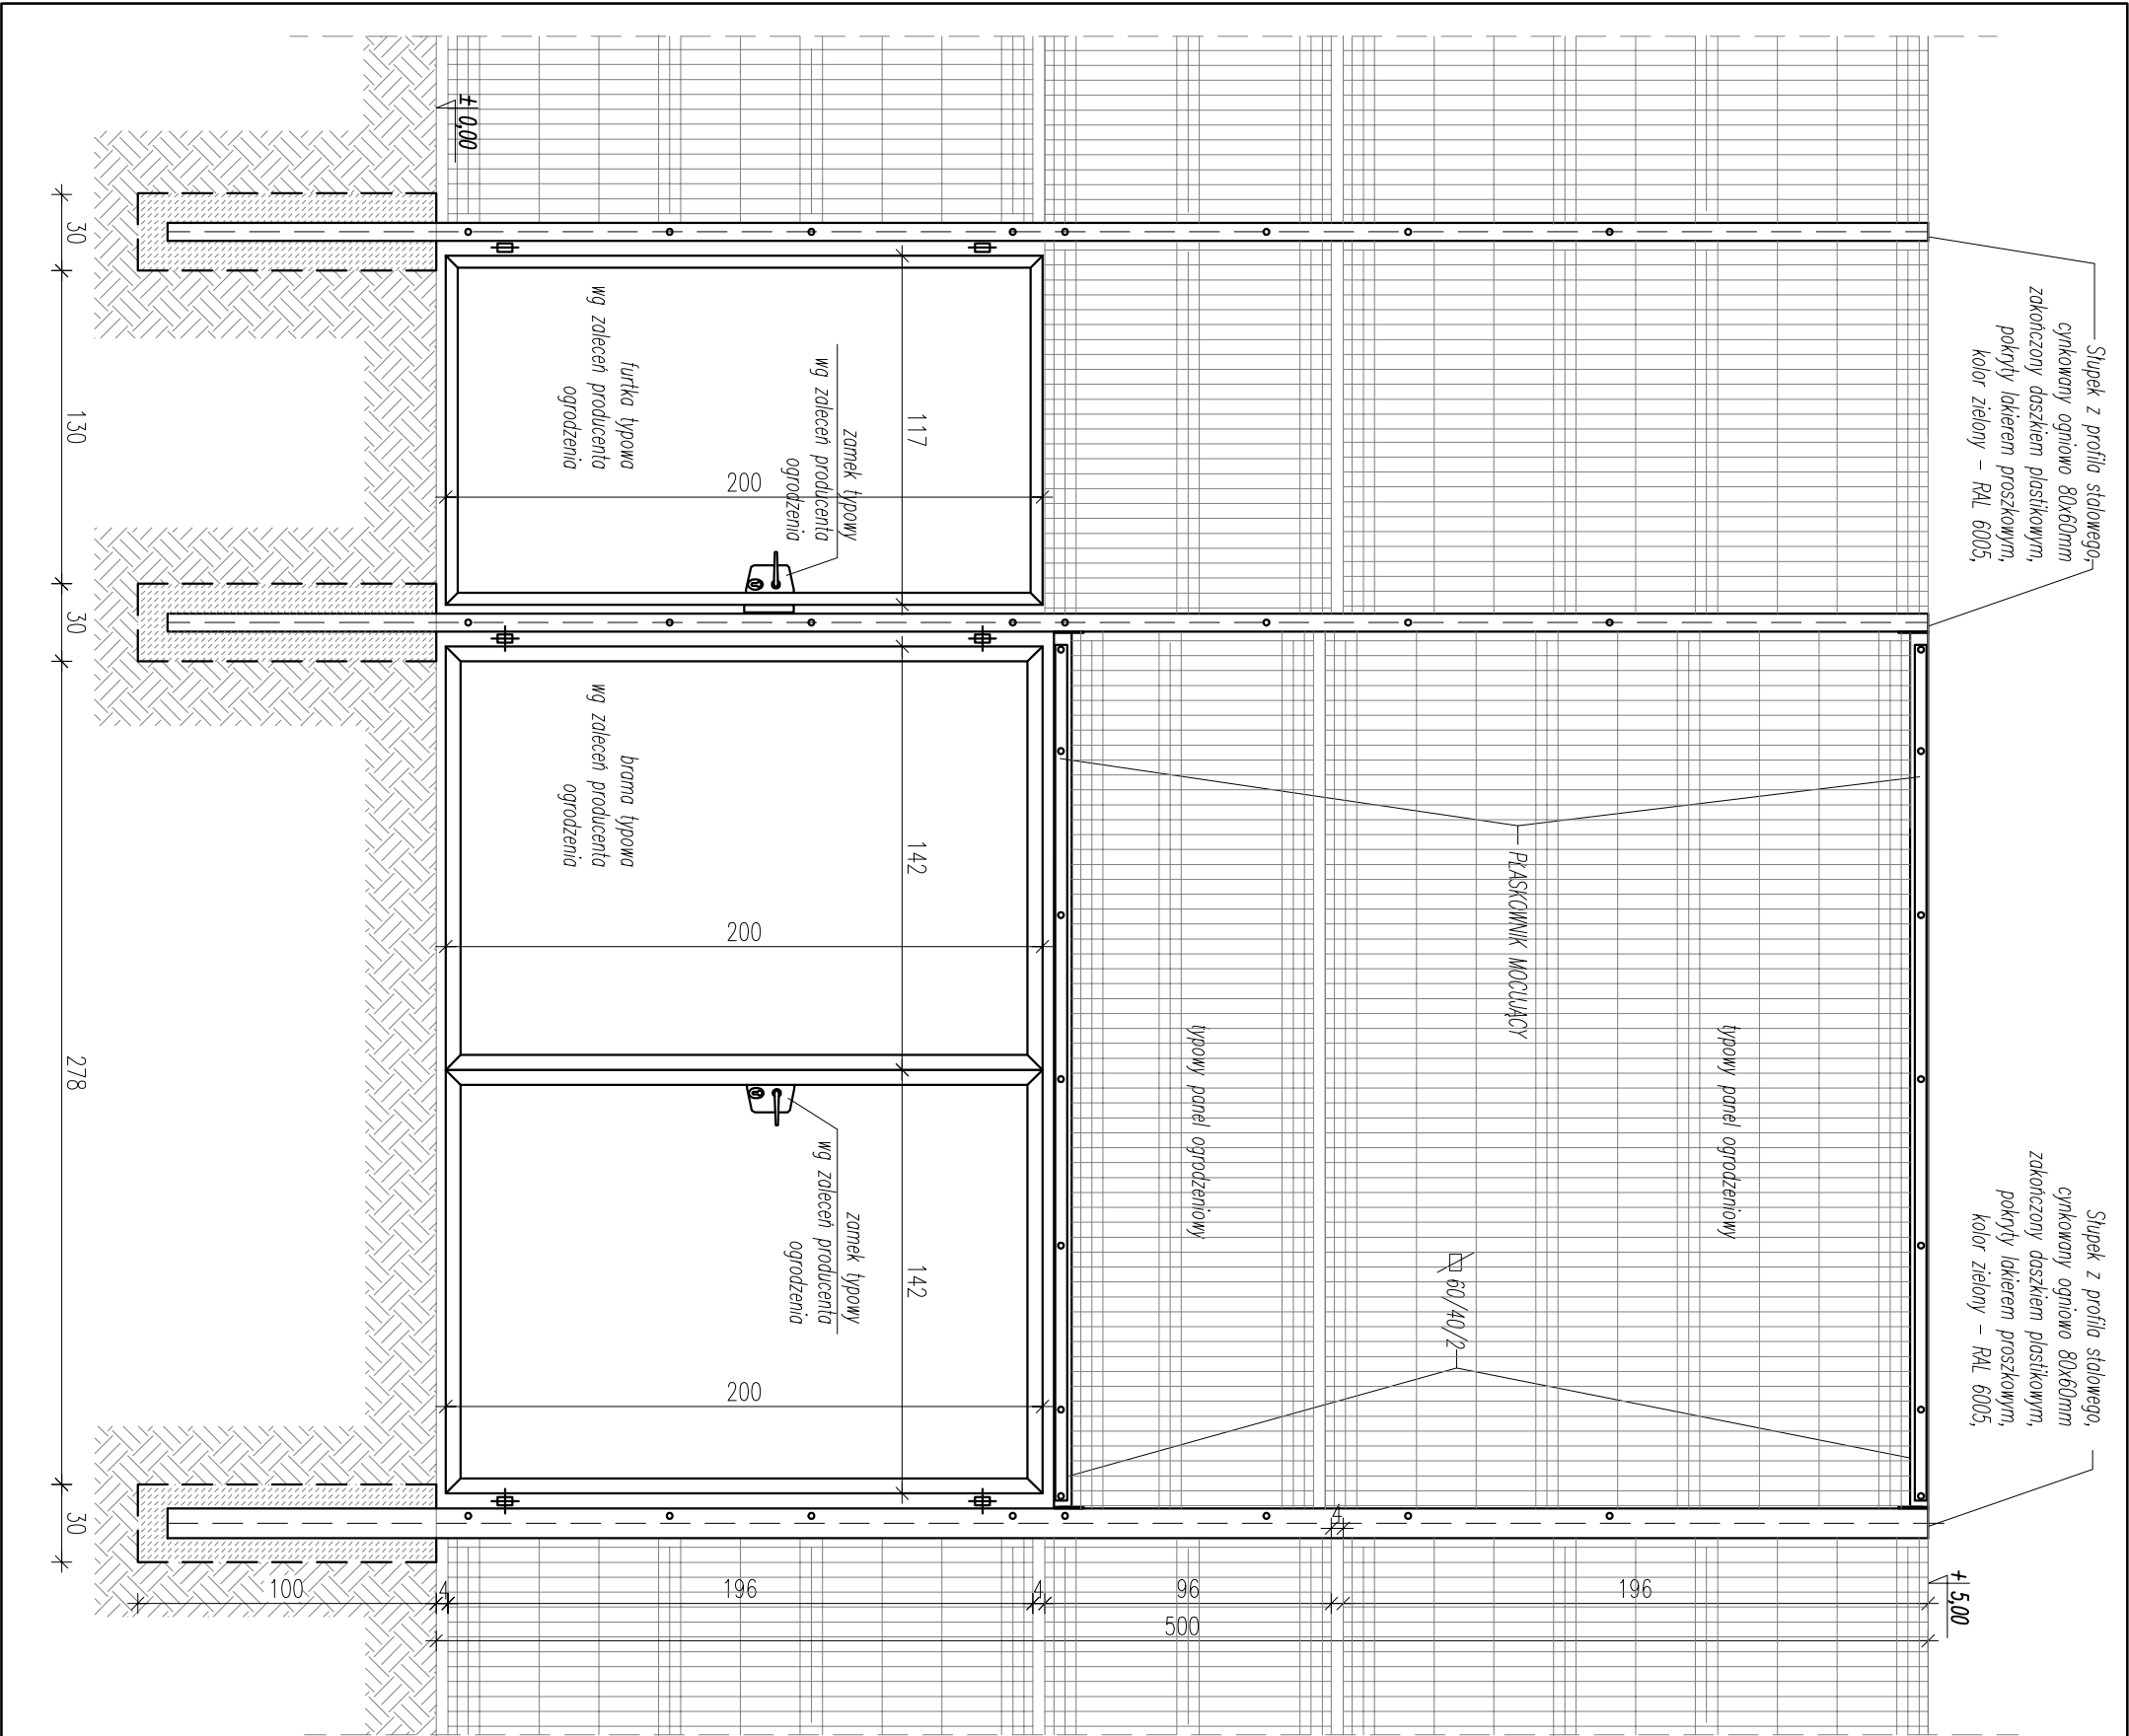 Słupek z profila stalowego,
cynkowany ogniowo 80x60mm
zakończony daszkiem plastikowym,
pokryty lakierem proszkowym,
kolor zielony – RAL 6005,
Słupek z profila stalowego,
cynkowany ogniowo 80x60mm
zakończony daszkiem plastikowym,
pokryty lakierem proszkowym,
kolor zielony – RAL 6005,
+ 5,00
typowy panel ogrodzeniowy
196
PŁASKOWNIK MOCUJĄCY
60/40/2
4
typowy panel ogrodzeniowy
96
500
4
117
142
142
zamek typowy
wg zaleceń producenta
ogrodzenia
zamek typowy
wg zaleceń producenta
ogrodzenia
200
200
200
196
furtka typowa
wg zaleceń producenta
ogrodzenia
brama typowa
wg zaleceń producenta
ogrodzenia
± 0,00
4
100
30
130
30
278
30